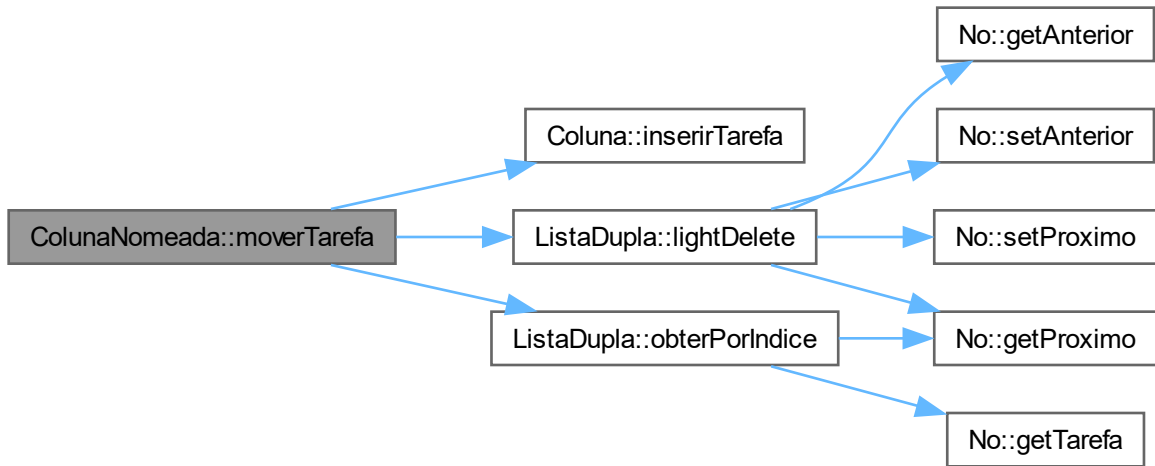 No::getAnterior
Coluna::inserirTarefa
No::setAnterior
ColunaNomeada::moverTarefa
ListaDupla::lightDelete
No::setProximo
ListaDupla::obterPorIndice
No::getProximo
No::getTarefa